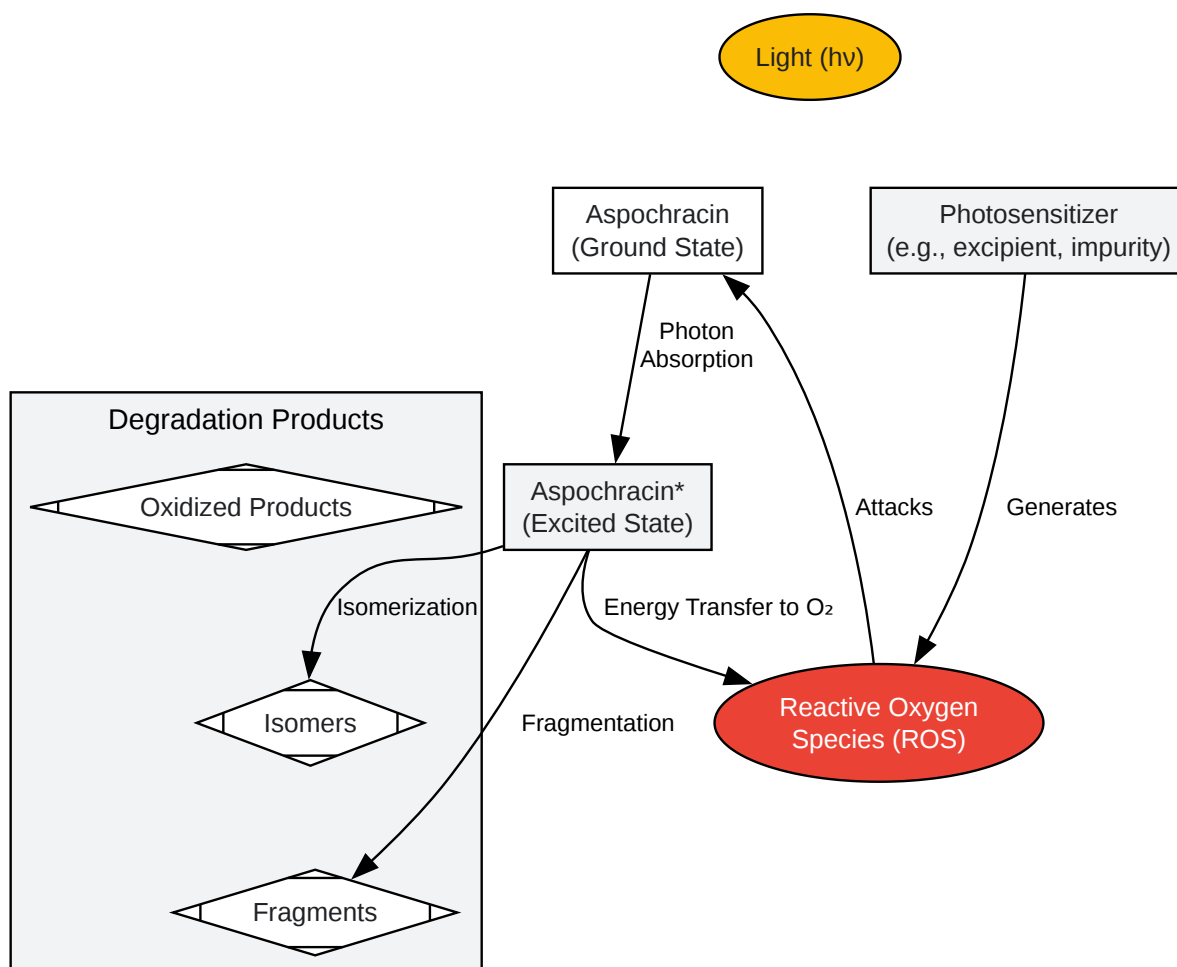 Light (hν)
Aspochracin
(Ground State)
Photosensitizer
(e.g., excipient, impurity)
Photon
Absorption
Degradation Products
Oxidized Products
Aspochracin*
(Excited State)
Attacks
Generates
Isomerization
Energy Transfer to O₂
Isomers
Fragmentation
Reactive Oxygen
Species (ROS)
Fragments